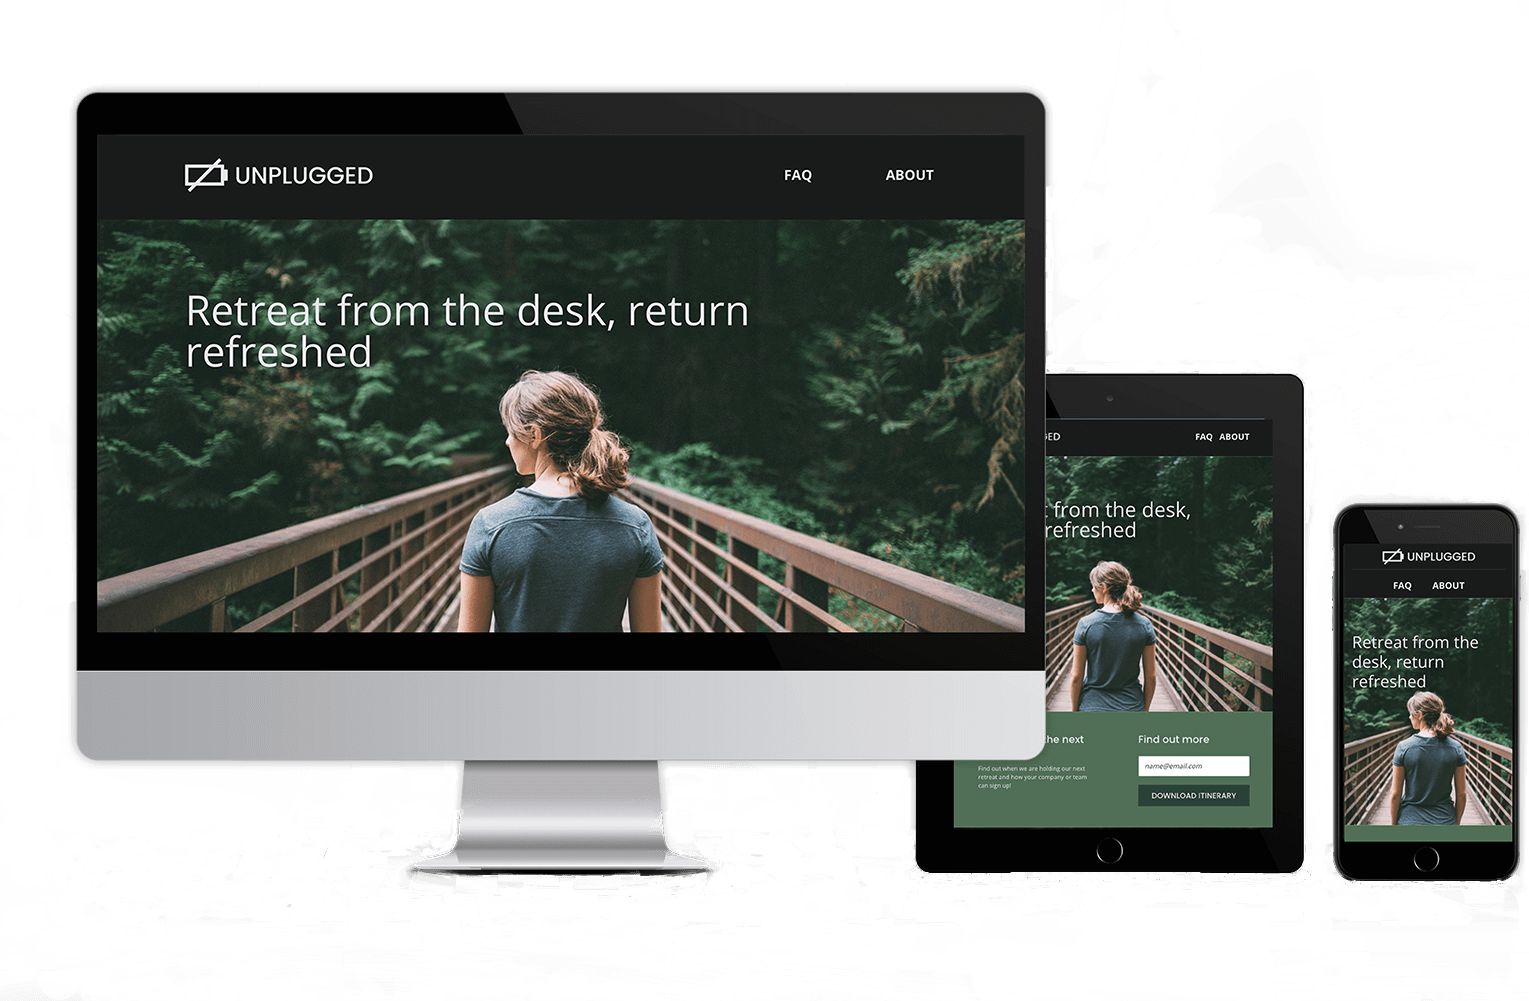 UNPLUGGED
FAQ ABOUT
Retreat from the desk, return
refreshed
FAQ ABOUT
from the desk,
refreshed
the next
Find out when we are holding our next
retreat and how your company or team
can sign up!
Find out more
name@email.com
DOWNLOAD ITINERARY
UNPLUGGED
FAQ ABOUT
Retreat from the
desk, return
refreshed